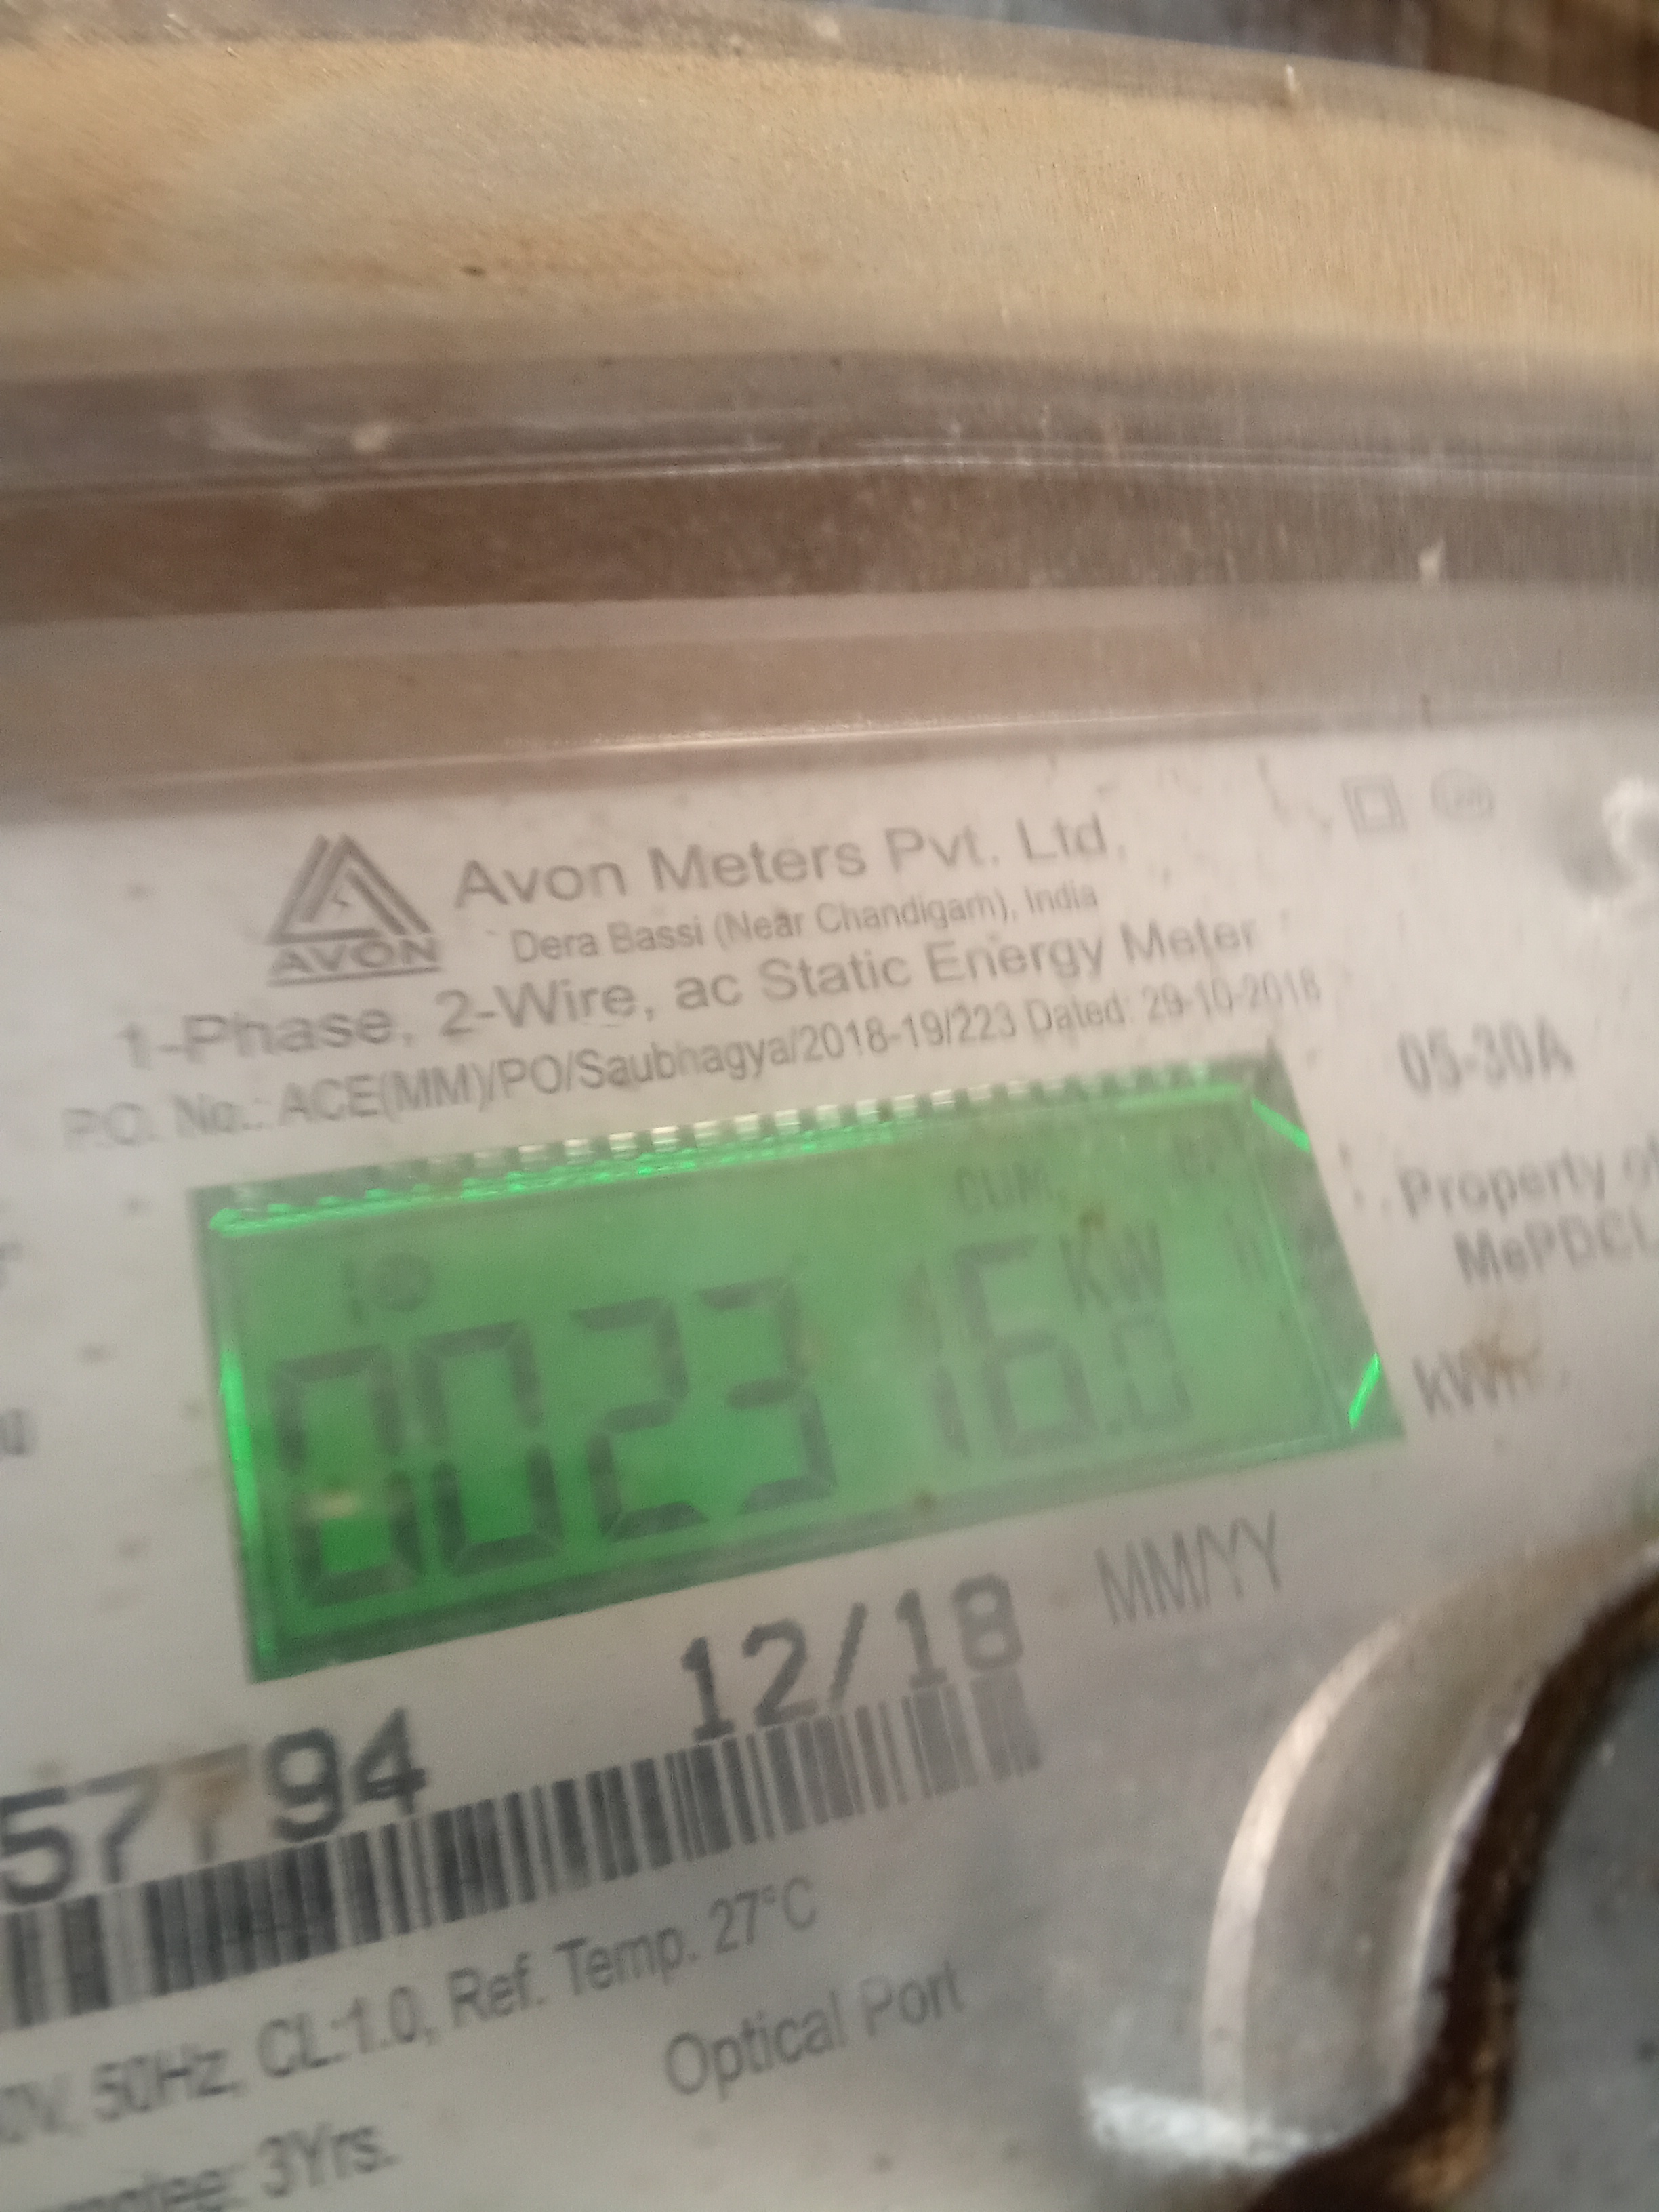 AVON
Avon Meters Pvt. Ltd.
Dera Bassi (Near Chandigarh), India
1-Phase, 2-Wire, ac Static Energy Meter
P.O. No.: ACE(MM)/PO/Saubhagya/2018-19/223 Dated: 29-10-2018
05-30A
Property of
MePDCL
CUM.
KW
002316.0
kWh
12/18 MM/YY
94
50Hz, CL:1.0, Ref. Temp. 27°C
Optical Port
3Yrs.